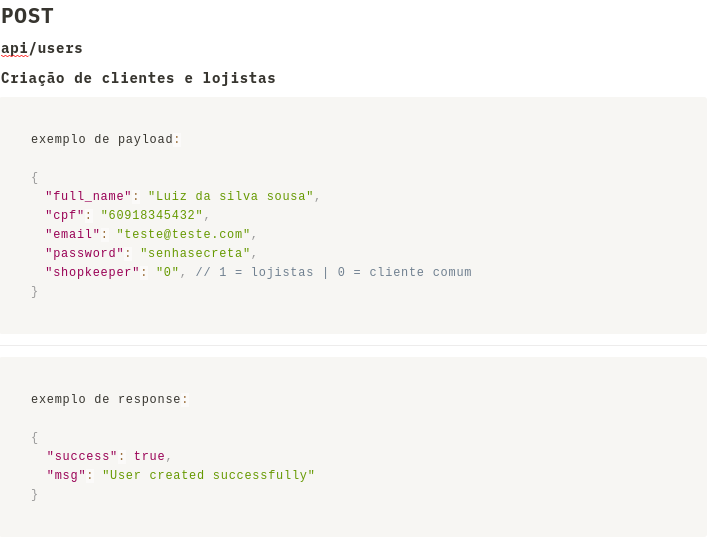 POST
api/users
Criação de clientes e lojistas
exemplo de payload:
{
"full_name": "Luiz da silva sousa",
"cpf": "60918345432",
"email": "teste@teste.com",
"password": "senhasecreta",
"shopkeeper": "0", // 1 = lojistas | 0 = cliente comum
}
exemplo de response:
{
"success": true,
"msg": "User created successfully"
}